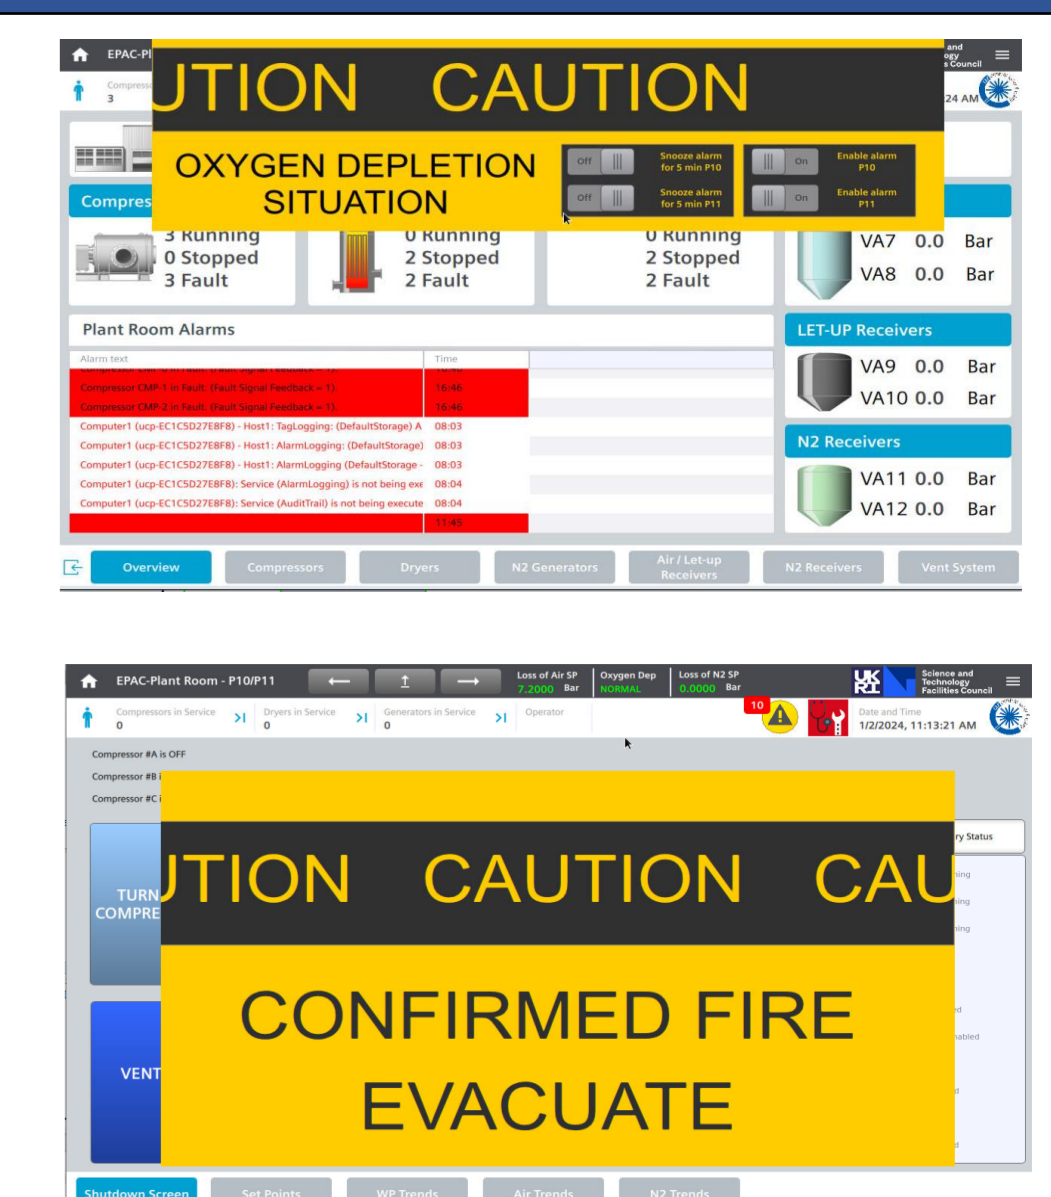 EPAC-Pl
and
ogy
s Council
Compress
3
24 AM
UTION CAUTION
OXYGEN DEPLETION
SITUATION
Off
Snooze alarm
for 5 min P10
On
Enable alarm
P10
Off
Snooze alarm
for 5 min P11
On
Enable alarm
P11
Compres
3 Running
0 Stopped
3 Fault
0 Running
2 Stopped
2 Fault
0 Running
2 Stopped
2 Fault
VA7 0.0 Bar
VA8 0.0 Bar
Plant Room Alarms
Alarm text Time
Compressor CMP-1 in Fault. (Fault Signal Feedback = 1). 16:46
Compressor CMP-2 in Fault. (Fault Signal Feedback = 1). 16:46
Computer1 (ucp-EC1C5D27E8F8) - Host1: TagLogging: (DefaultStorage) A 08:03
Computer1 (ucp-EC1C5D27E8F8) - Host1: AlarmLogging: (DefaultStorage) 08:03
Computer1 (ucp-EC1C5D27E8F8) - Host1: AlarmLogging (DefaultStorage - 08:03
Computer1 (ucp-EC1C5D27E8F8): Service (AlarmLogging) is not being exe 08:04
Computer1 (ucp-EC1C5D27E8F8): Service (AuditTrail) is not being execute 08:04
11:45
LET-UP Receivers
VA9 0.0 Bar
VA10 0.0 Bar
N2 Receivers
VA11 0.0 Bar
VA12 0.0 Bar
Overview
Compressors
Dryers
N2 Generators
Air / Let-up
Receivers
N2 Receivers
Vent System
EPAC-Plant Room - P10/P11
Loss of Air SP
7.2000 Bar
Oxygen Dep
NORMAL
Loss of N2 SP
0.0000 Bar
UK
RI
Science and
Technology
Facilities Council
Compressors in Service
0
Dryers in Service
0
Generators in Service
0
Operator
10
Date and Time
1/2/2024, 11:13:21 AM
Compressor #A is OFF
Compressor #B i
Compressor #C i
TURN
COMPRE
VENT
UTION CAUTION CAU
CONFIRMED FIRE
EVACUATE
ry Status
ning
ning
ning
ed
nabled
d
d
Shutdown Screen
Set Points
WP Trends
Air Trends
N2 Trends